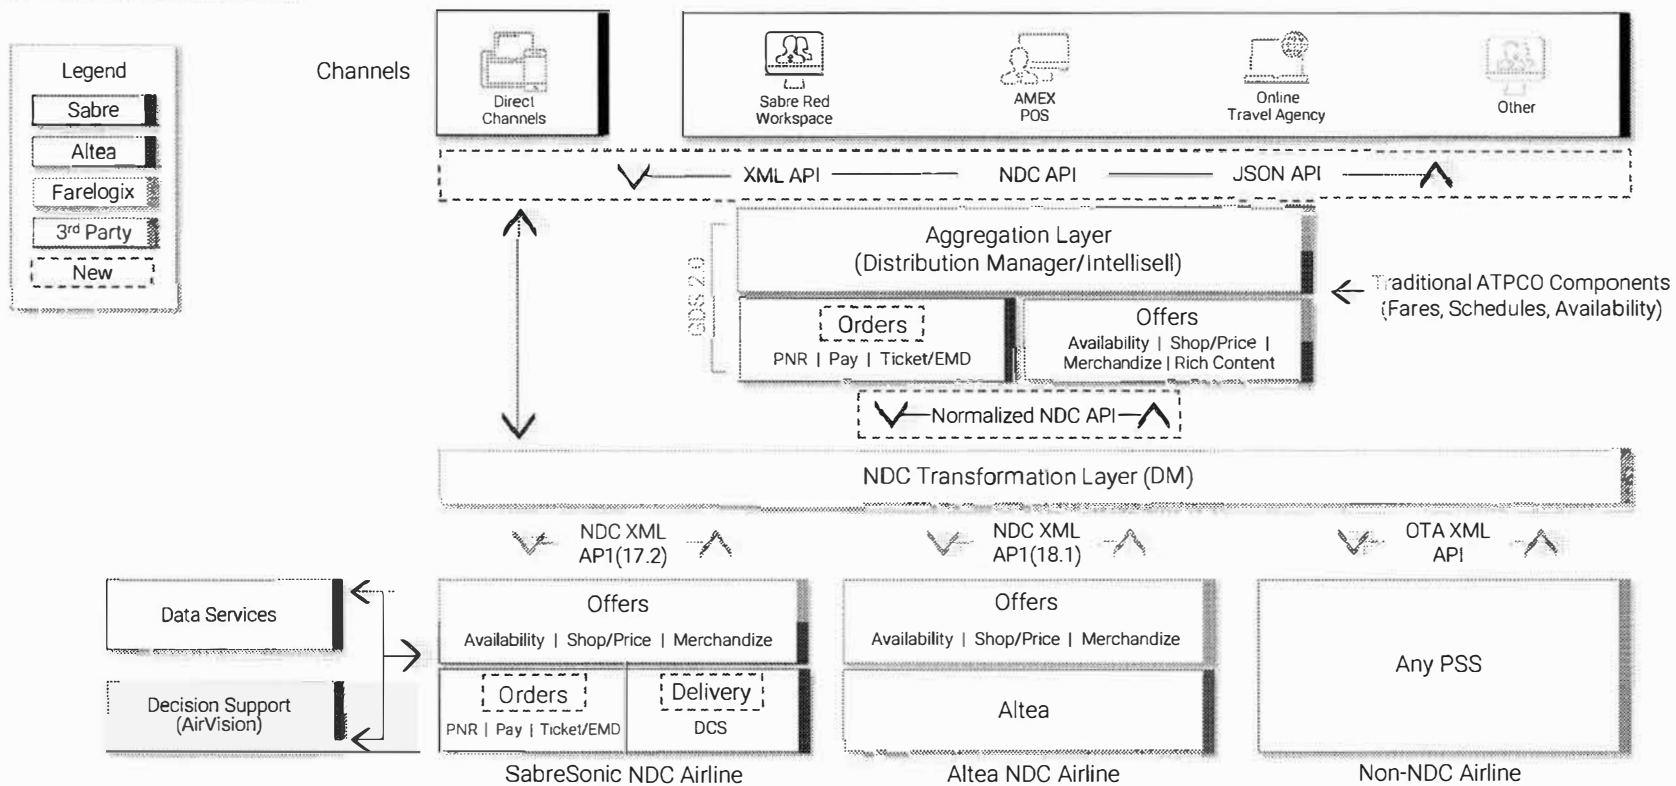 Legend
Sabre
Altea
Farelogix
3rd Party
New
Channels
Direct
Channels
Sabre Red
Workspace
AMEX
POS
Online
Travel Agency
Other
XML API
NDC API
JSON API
GDS 2.0
Aggregation Layer
(Distribution Manager/Intellisell)
Traditional ATPCO Components
(Fares, Schedules, Availability)
Orders
PNR | Pay | Ticket/EMD
Offers
Availability | Shop/Price |
Merchandize | Rich Content
Normalized NDC API
NDC Transformation Layer (DM)
NDC XML
AP1(17.2)
NDC XML
AP1(18.1)
OTA XML
API
Data Services
Decision Support
(AirVision)
Offers
Availability | Shop/Price | Merchandize
Orders
PNR | Pay | Ticket/EMD
Delivery
DCS
SabreSonic NDC Airline
Offers
Availability | Shop/Price | Merchandize
Altea
Altea NDC Airline
Any PSS
Non-NDC Airline